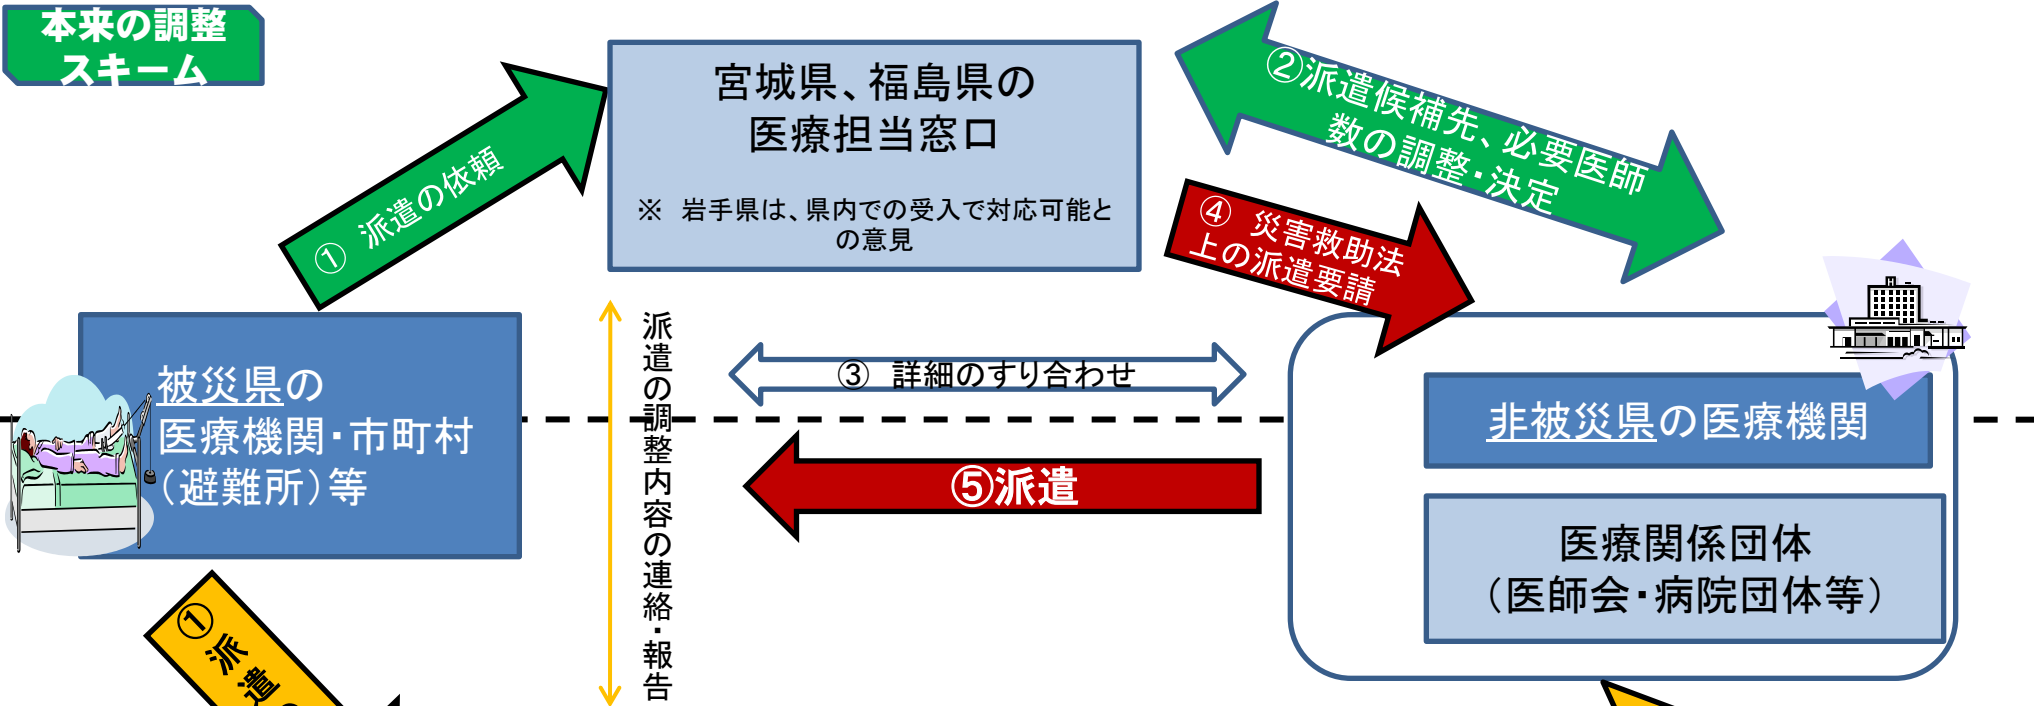 本来の調整
スキーム
宮城県、福島県の
医療担当窓口
※　岩手県は、県内での受入で対応可能と
の意見
①　派遣の依頼
②派遣候補先、必要医師
数の調整・決定
④　災害救助法
上の派遣要請
被災県の
医療機関・市町村
（避難所）等
派遣の調整内容の連絡・報告
③　詳細のすり合わせ
⑤派遣
非被災県の医療機関
医療関係団体
（医師会・病院団体等）
①派遣